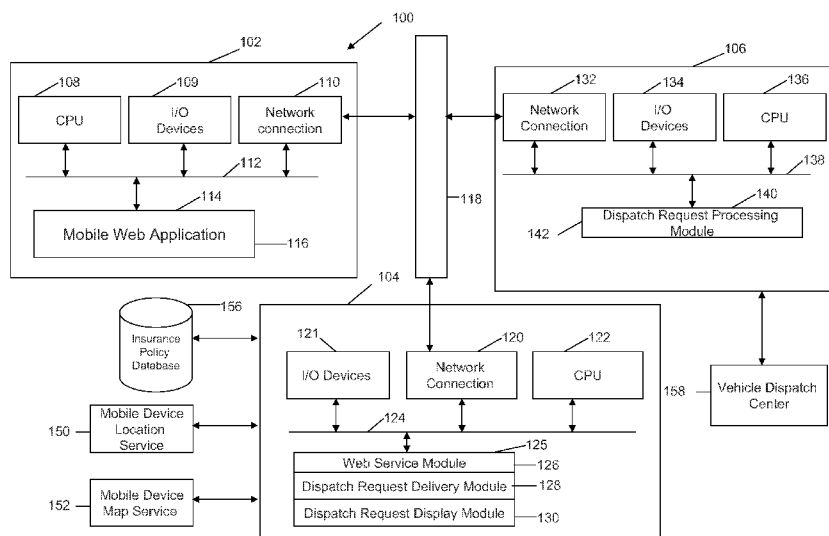 100
102
108
CPU
109
I/O
Devices
110
Network
connection
112
114
Mobile Web Application
116
118
106
132
Network
Connection
134
I/O
Devices
136
CPU
138
140
142
Dispatch Request Processing
Module
104
156
Insurance
Policy
Database
150
Mobile Device
Location
Service
152
Mobile Device
Map Service
121
I/O Devices
120
Network
Connection
122
CPU
124
125
Web Service Module
126
Dispatch Request Delivery Module
128
Dispatch Request Display Module
130
158
Vehicle Dispatch
Center